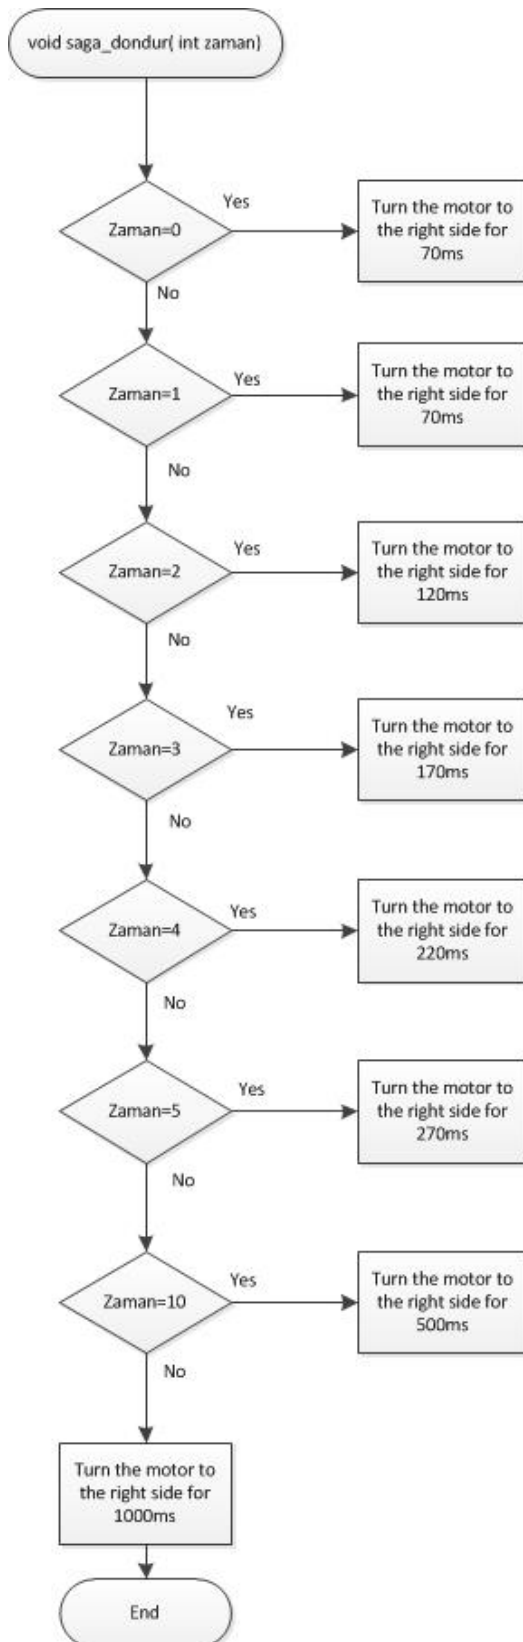 void saga_dondur( int zaman)
Zaman=0
Yes
Turn the motor to
the right side for
70ms
No
Zaman=1
Yes
Turn the motor to
the right side for
70ms
No
Zaman=2
Yes
Turn the motor to
the right side for
120ms
No
Zaman=3
Yes
Turn the motor to
the right side for
170ms
No
Zaman=4
Yes
Turn the motor to
the right side for
220ms
No
Zaman=5
Yes
Turn the motor to
the right side for
270ms
No
Zaman=10
Yes
Turn the motor to
the right side for
500ms
No
Turn the motor to
the right side for
1000ms
End